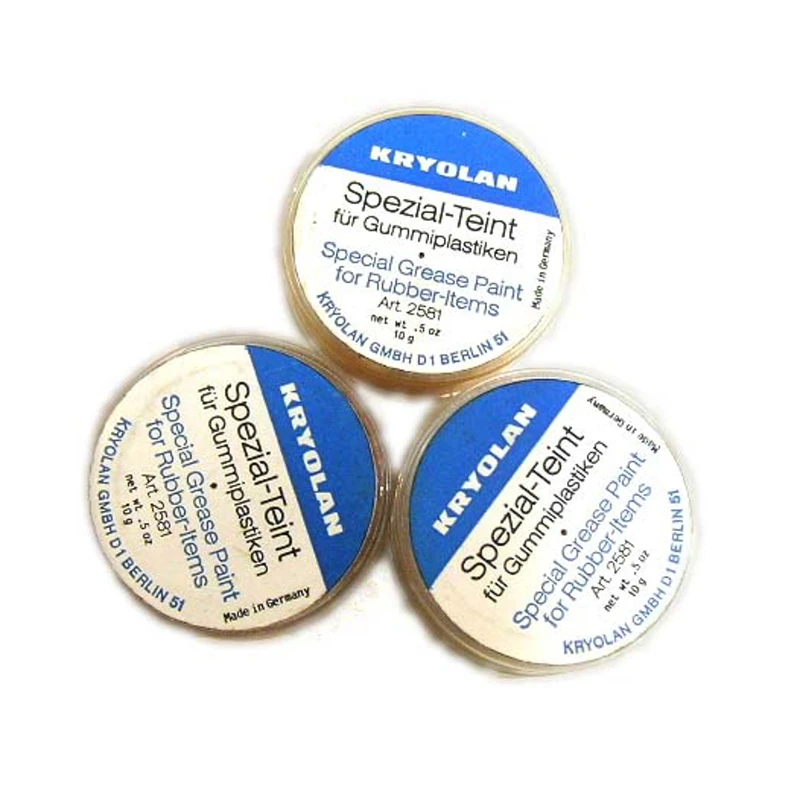 KRYOLAN
Spezial-Teint
für Gummiplastiken
Special Grease Paint
for Rubber-Items
Art. 2581
net wt .5 oz
10 g
KRYOLAN GMBH D1 BERLIN 51
Made in Germany
KRYOLAN
Spezial-Teint
für Gummiplastiken
Special Grease Paint
for Rubber-Items
Art. 2581
net wt .5 oz
10 g
KRYOLAN GMBH D1 BERLIN 51
Made in Germany
KRYOLAN
Spezial-Teint
für Gummiplastiken
Special Grease Paint
for Rubber-Items
Art. 2581
net wt .5 oz
10 g
KRYOLAN GMBH D1 BERLIN 51
Made in Germany